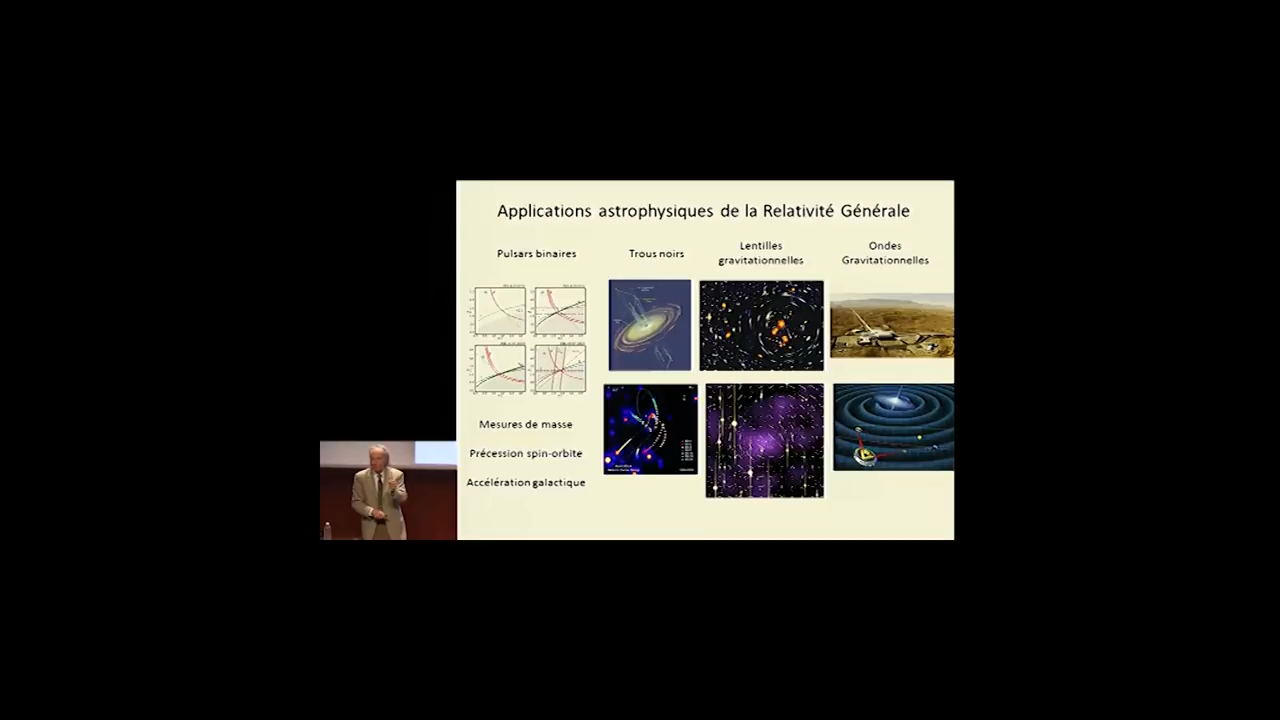 Applications astrophysiques de la Relativité Générale
Pulsars binaires
Trous noirs
Lentilles
gravitationnelles
Ondes
Gravitationnelles
Mesures de masse
Précession spin-orbite
Accélération galactique